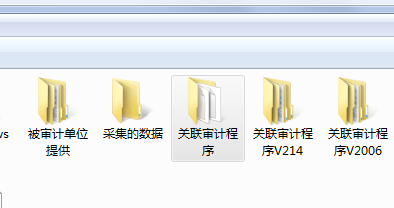 ws
被审计单位
提供
采集的数据
关联审计程
序
关联审计程
序V214
关联审计程
序V2006